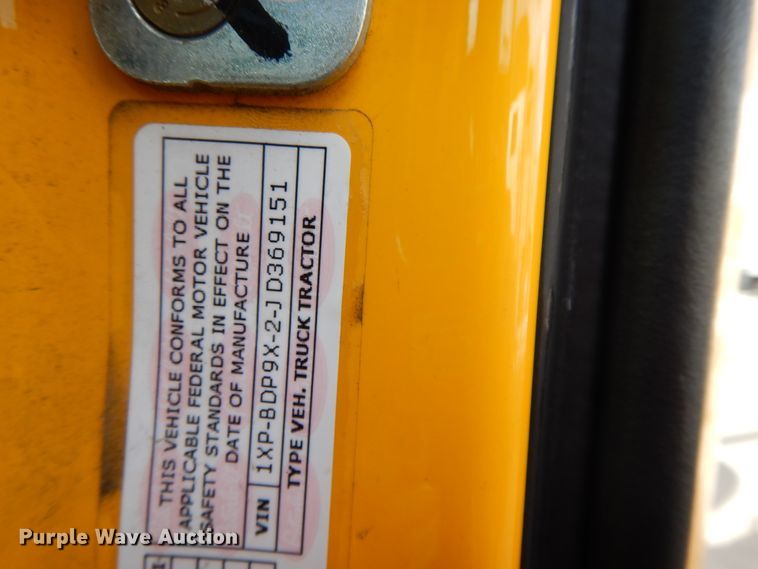 THIS VEHICLE CONFORMS TO ALL
APPLICABLE FEDERAL MOTOR VEHICLE
SAFETY STANDARDS IN EFFECT ON THE
DATE OF MANUFACTURE
VIN 1XP-BDP9X-2-JD369151
TYPE VEH. TRUCK TRACTOR
Purple Wave Auction